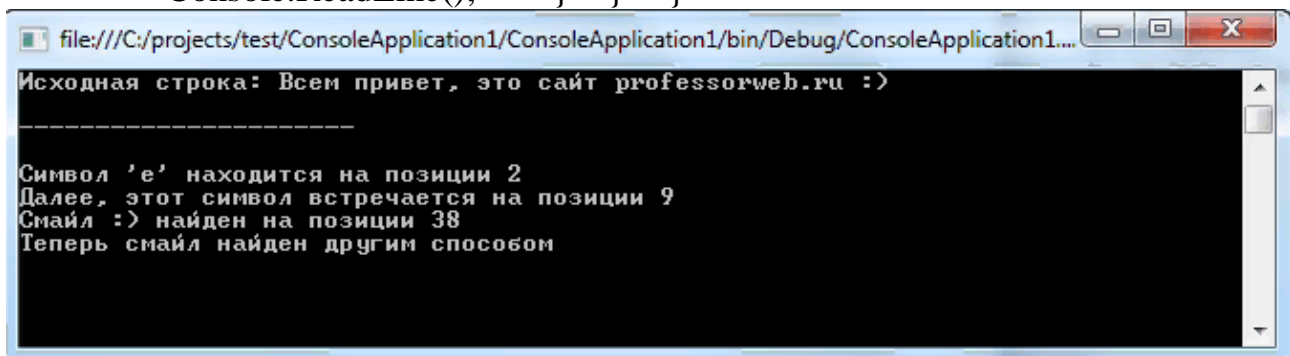 Console.ReadLine(); } } }
file:///C:/projects/test/ConsoleApplication1/ConsoleApplication1/bin/Debug/ConsoleApplication1....
Исходная строка: Всем привет, это сайт professorweb.ru :)
----------------------
Символ 'е' находится на позиции 2
Далее, этот символ встречается на позиции 9
Смайл :) найден на позиции 38
Теперь смайл найден другим способом